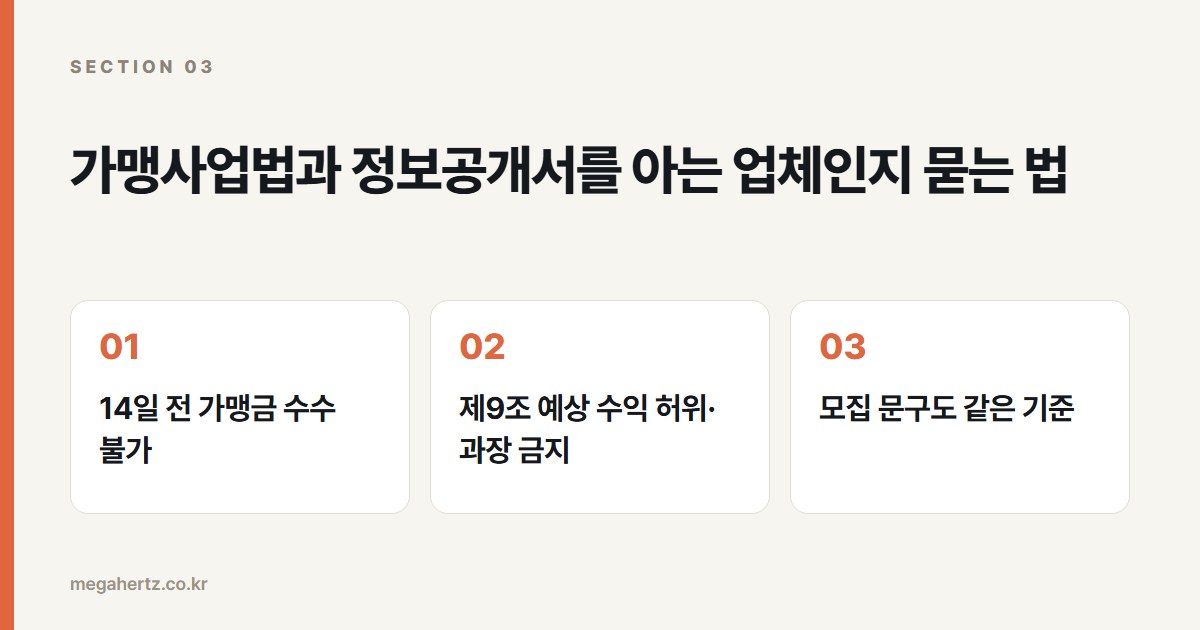 SECTION 03
가맹사업법과 정보공개서를 아는 업체인지 묻는 법
01
14일 전 가맹금 수수
불가
02
제9조 예상 수익 허위·
과장 금지
03
모집 문구도 같은 기준
megahertz.co.kr